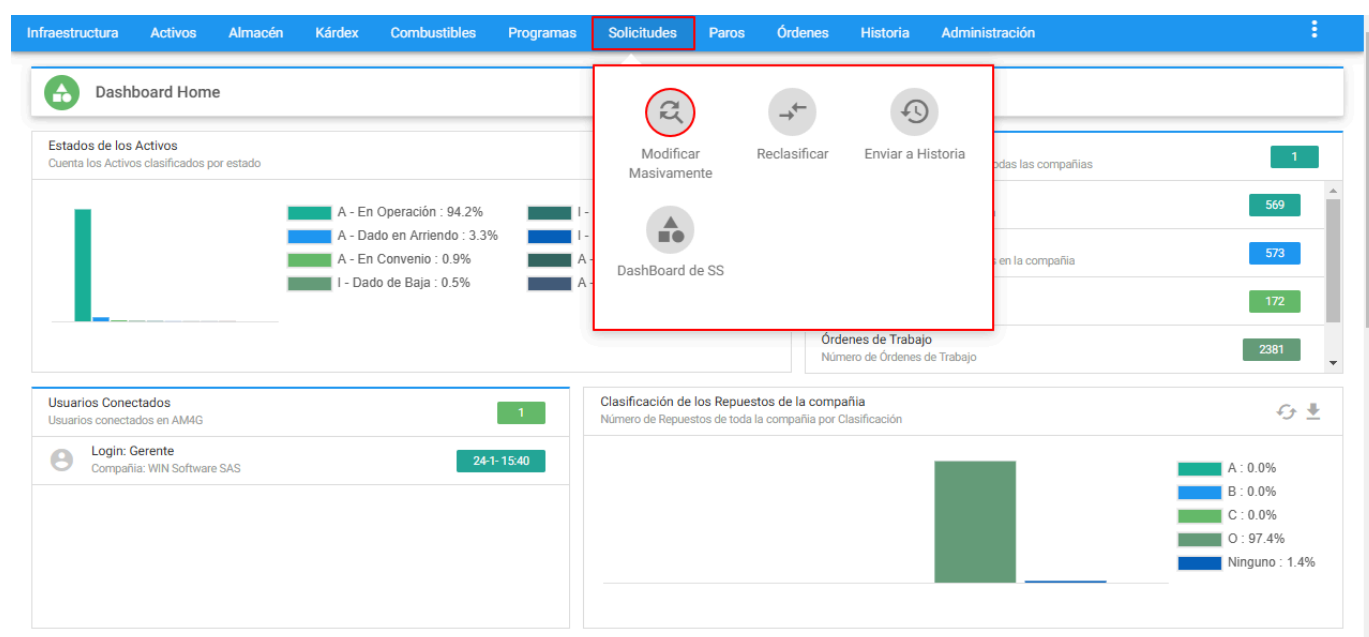 Infraestructura Activos Almacén Kárdex Combustibles Programas Solicitudes Paros Órdenes Historia Administración
Dashboard Home
Modificar
Masivamente
Reclasificar
Enviar a Historia
DashBoard de SS
Estados de los Activos
Cuenta los Activos clasificados por estado
A - En Operación : 94.2%
A - Dado en Arriendo : 3.3%
A - En Convenio : 0.9%
I - Dado de Baja : 0.5%
I -
I -
A -
A -
todas las compañias
1
569
en la compañia
573
172
Órdenes de Trabajo
Número de Órdenes de Trabajo
2381
Usuarios Conectados
Usuarios conectados en AM4G
1
Login: Gerente
Compañia: WIN Software SAS
24-1- 15:40
Clasificación de los Repuestos de la compañia
Número de Repuestos de toda la compañia por Clasificación
A : 0.0%
B : 0.0%
C : 0.0%
O : 97.4%
Ninguno : 1.4%